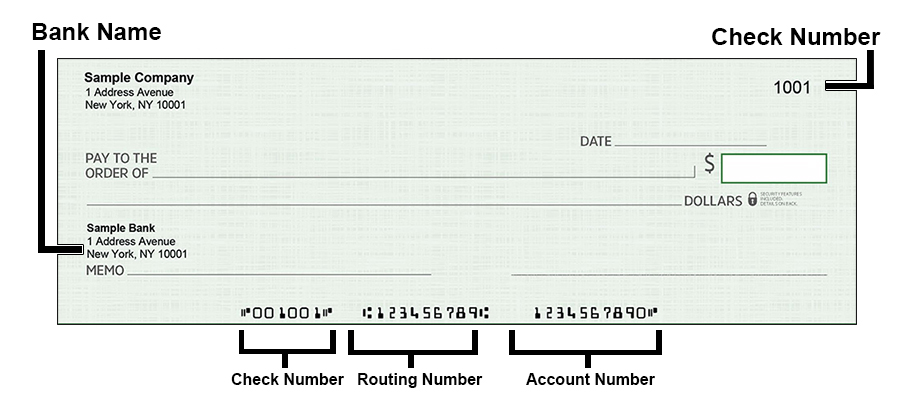 Bank Name
Check Number
Sample Company
1 Address Avenue
New York, NY 10001
1001
DATE
PAY TO THE
ORDER OF
$
DOLLARS
SECURITY FEATURES
INCLUDED.
DETAILS ON BACK.
Sample Bank
1 Address Avenue
New York, NY 10001
MEMO
⑈001001⑈ ⑆123456789⑆ 1234567890⑈
Check Number Routing Number Account Number